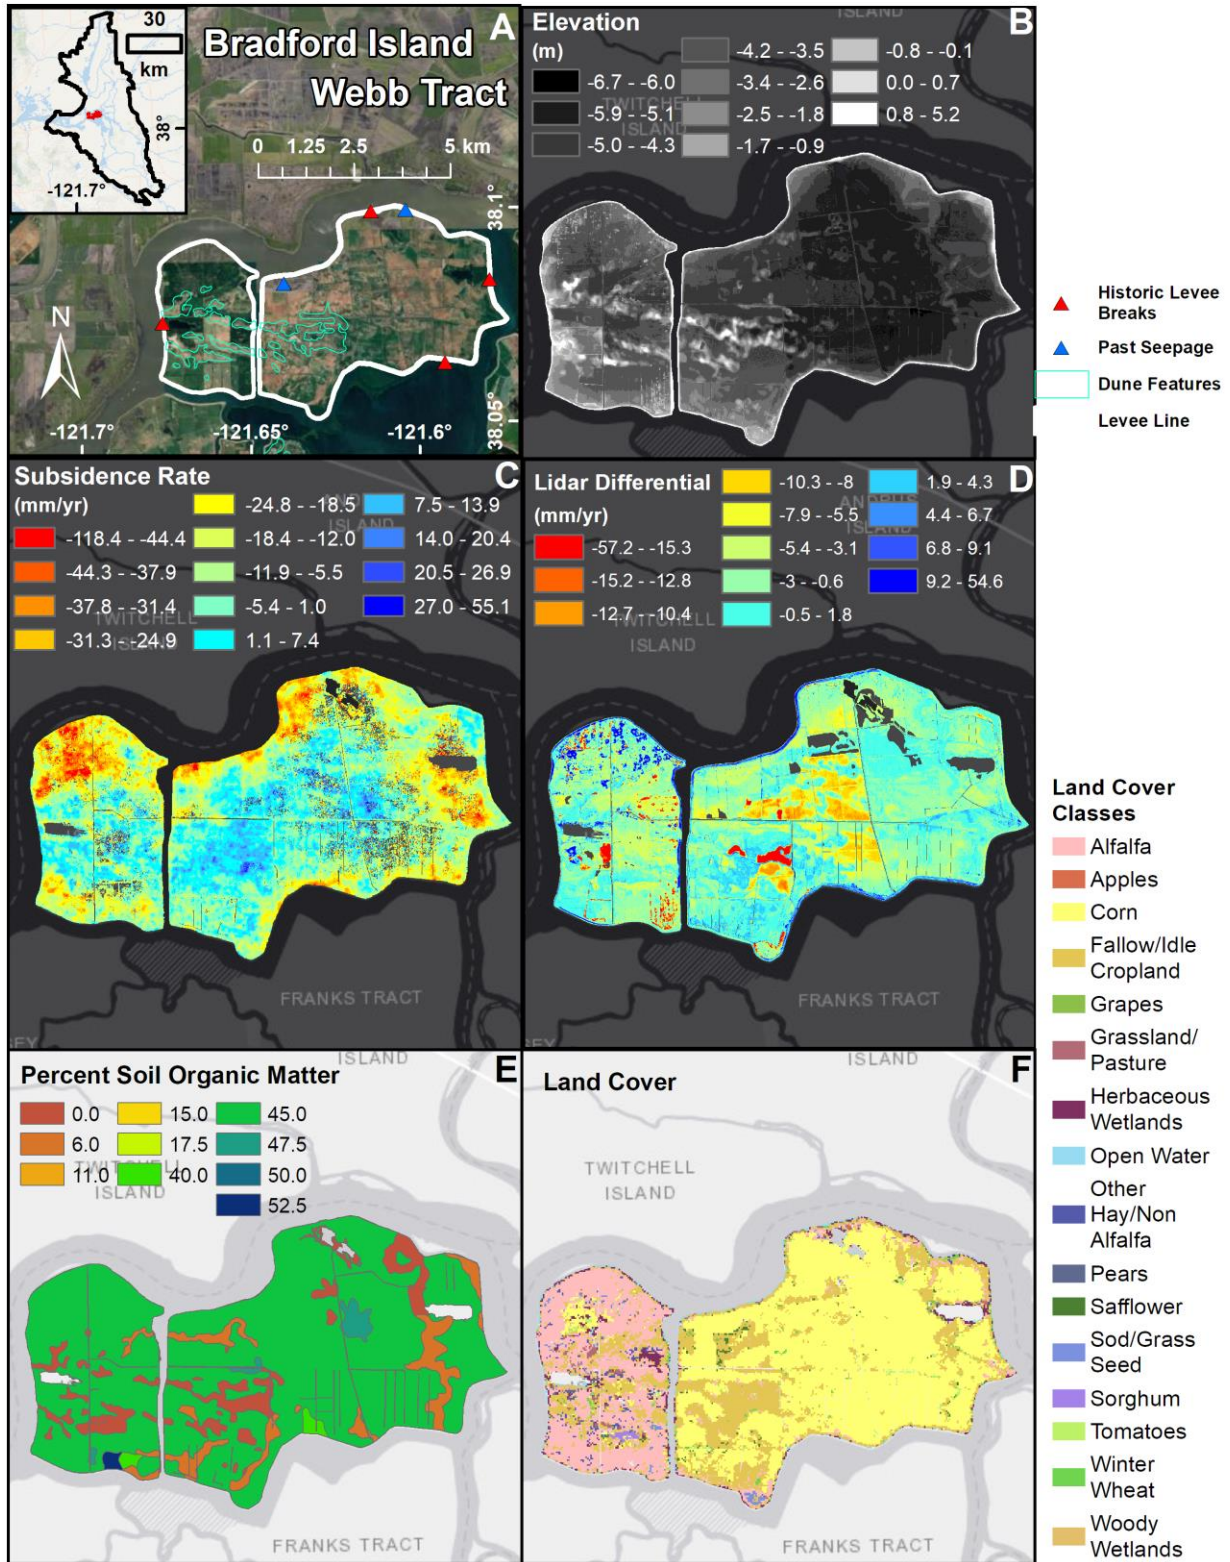 A
Bradford Island
Webb Tract
30
km
38°
-121.7°
0 1.25 2.5 5 km
38.1°
N
38.05°
-121.7°
-121.65°
-121.6°
ISLAND
B
Elevation
(m)
-6.7 - -6.0
-5.9 - -5.1
-5.0 - -4.3
-4.2 - -3.5
-3.4 - -2.6
-2.5 - -1.8
-1.7 - -0.9
-0.8 - -0.1
0.0 - 0.7
0.8 - 5.2
TWITCHELL
ISLAND
Historic Levee
Breaks
Past Seepage
Dune Features
Levee Line
C
Subsidence Rate
(mm/yr)
-118.4 - -44.4
-44.3 - -37.9
-37.8 - -31.4
-31.3 - -24.9
-24.8 - -18.5
-18.4 - -12.0
-11.9 - -5.5
-5.4 - 1.0
1.1 - 7.4
7.5 - 13.9
14.0 - 20.4
20.5 - 26.9
27.0 - 55.1
ISLAND
TWITCHELL
ISLAND
FRANKS TRACT
D
Lidar Differential
(mm/yr)
-57.2 - -15.3
-15.2 - -12.8
-12.7 - -10.4
-10.3 - -8
-7.9 - -5.5
-5.4 - -3.1
-3 - -0.6
-0.5 - 1.8
1.9 - 4.3
4.4 - 6.7
6.8 - 9.1
9.2 - 54.6
ANDRUS
ISLAND
TWITCHELL
ISLAND
FRANKS TRACT
E
Percent Soil Organic Matter
0.0
6.0
11.0
15.0
17.5
40.0
45.0
47.5
50.0
52.5
ISLAND
TWITCHELL
ISLAND
FRANKS TRACT
F
Land Cover
ISLAND
TWITCHELL
ISLAND
FRANKS TRACT
Land Cover
Classes
Alfalfa
Apples
Corn
Fallow/Idle
Cropland
Grapes
Grassland/
Pasture
Herbaceous
Wetlands
Open Water
Other
Hay/Non
Alfalfa
Pears
Safflower
Sod/Grass
Seed
Sorghum
Tomatoes
Winter
Wheat
Woody
Wetlands